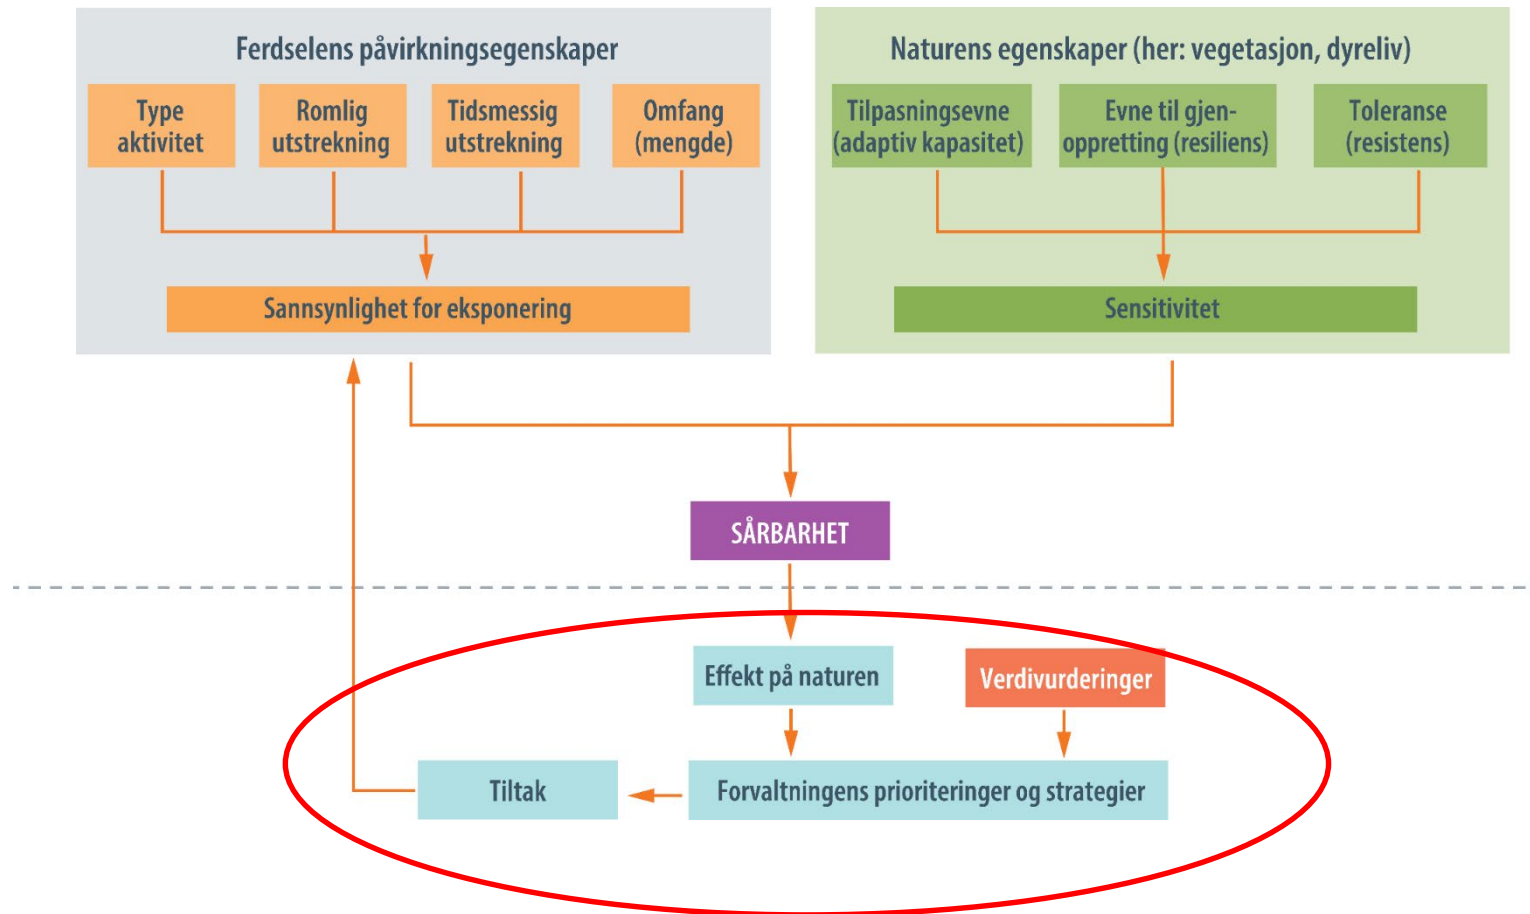 Ferdselens påvirkningsegenskaper
Type
aktivitet
Romlig
utstrekning
Tidsmessig
utstrekning
Omfang
(mengde)
Sannsynlighet for eksponering
Naturens egenskaper (her: vegetasjon, dyreliv)
Tilpasningsevne
(adaptiv kapasitet)
Evne til gjen-
oppretting (resiliens)
Toleranse
(resistens)
Sensitivitet
SÅRBARHET
Effekt på naturen
Verdivurderinger
Tiltak
Forvaltningens prioriteringer og strategier